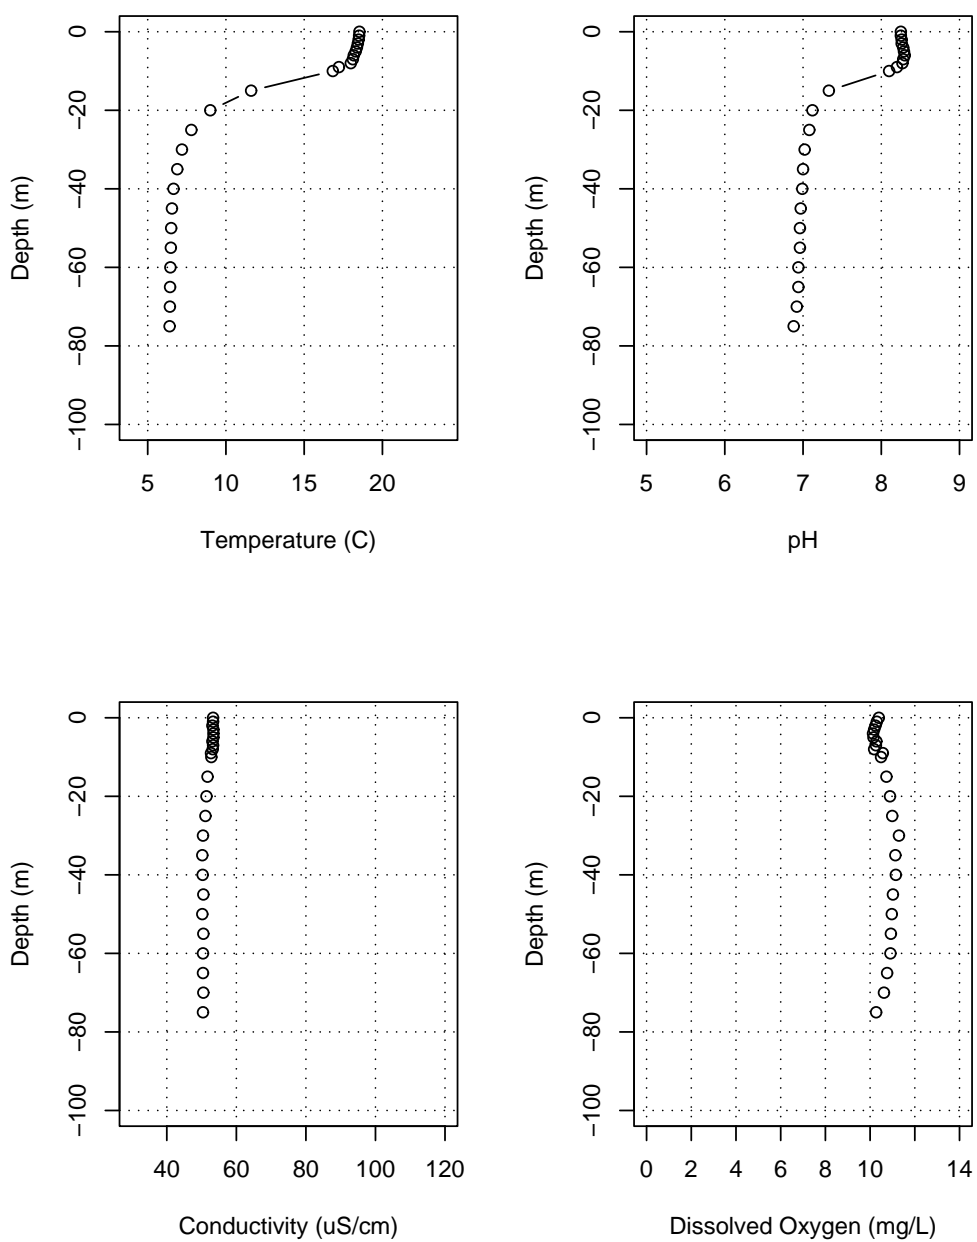 0
−20
−40
−60
−80
−100
Depth (m)
5 10 15 20
Temperature (C)
0
−20
−40
−60
−80
−100
Depth (m)
5 6 7 8 9
pH
0
−20
−40
−60
−80
−100
Depth (m)
40 60 80 100 120
Conductivity (uS/cm)
0
−20
−40
−60
−80
−100
Depth (m)
0 2 4 6 8 10 14
Dissolved Oxygen (mg/L)